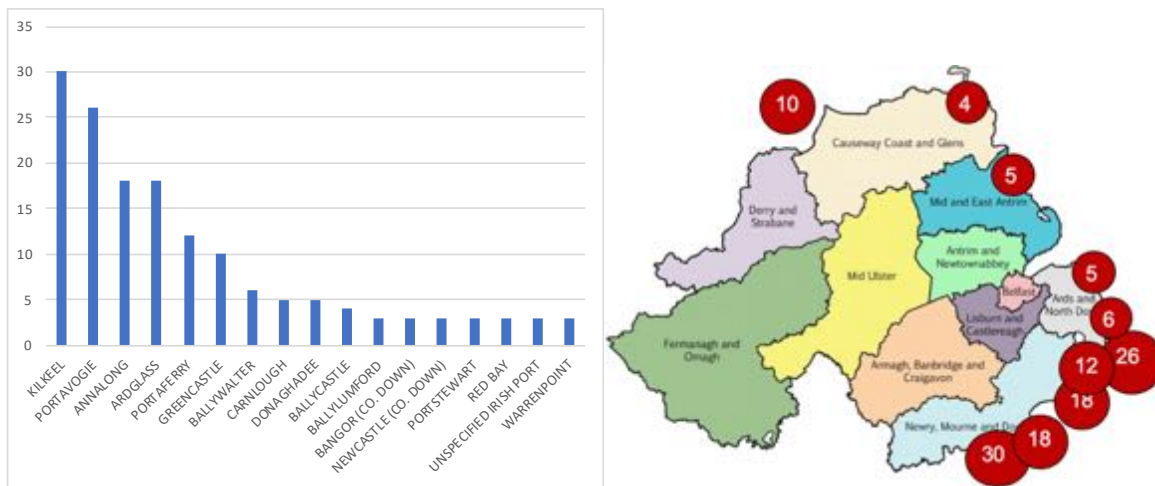 35
30
25
20
15
10
5
0
KILKEEL
PORTAVOGIE
ANNALONG
ARDGLASS
PORTAFERRY
GREENCASTLE
BALLYWALTER
CARNLOUGH
DONAGHADEE
BALLYCASTLE
BALLYLUMFORD
BANGOR (CO. DOWN)
NEWCASTLE (CO. DOWN)
PORTSTEWART
RED BAY
UNSPECIFIED IRISH PORT
WARRENPOINT
10
4
Causeway Coast and Glens
5
Mid and East Antrim
Derry and
Strabane
Antrim and
Newtownabbey
Mid Ulster
5
Belfast
Ards and
North Do
6
Lisburn and
Castlereagh
Fermanagh and
Omagh
12
26
Armagh, Banbridge and
Craigavon
18
Newry, Mourne and Do
18
30